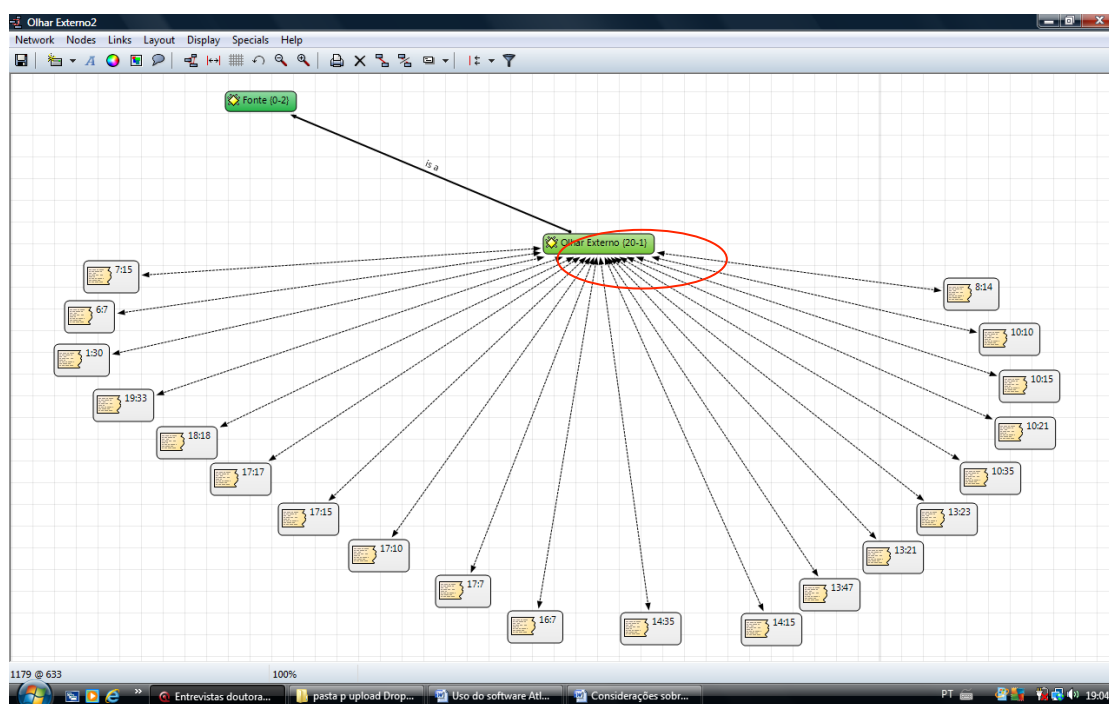 Olhar Externo2
Network Nodes Links Layout Display Specials Help
Fonte {0-2}
is a
Olhar Externo {20-1}
7:15
8:14
6:7
10:10
1:30
10:15
19:33
10:21
18:18
10:35
17:17
13:23
17:15
13:21
17:10
13:47
17:7
14:15
16:7
14:35
1179 @ 633
100%
Entrevistas doutora...
pasta p upload Drop...
Uso do software Atl...
Considerações sobr...
PT
19:04